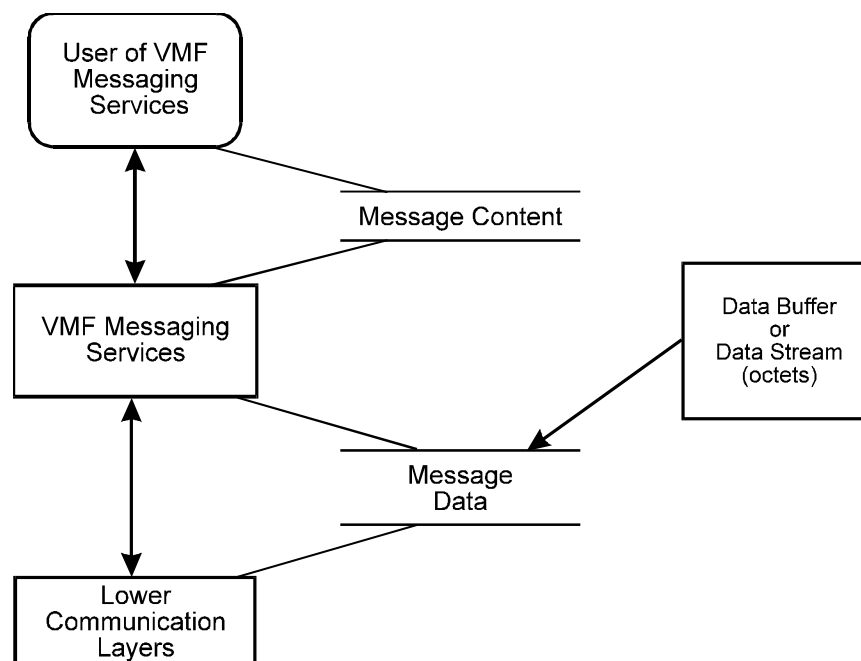 User of VMF
Messaging
Services
Message Content
VMF Messaging
Services
Data Buffer
or
Data Stream
(octets)
Message
Data
Lower
Communication
Layers